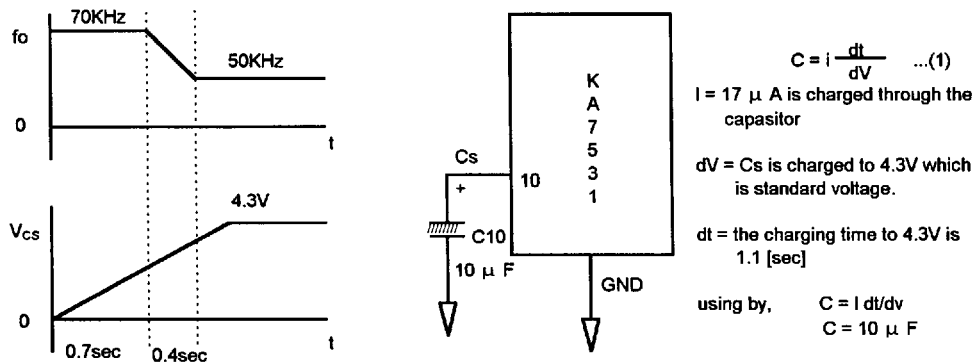 70KHz
fo
50KHz
0
t
4.3V
Vcs
0
t
0.7sec
0.4sec
K
A
7
5
3
1
Cs
10
+
C10
10 μ F
GND
C = i dt/dV ...(1)
I = 17 μ A is charged through the
capasitor
dV = Cs is charged to 4.3V which
is standard voltage.
dt = the charging time to 4.3V is
1.1 [sec]
using by, C = I dt/dv
C = 10 μ F